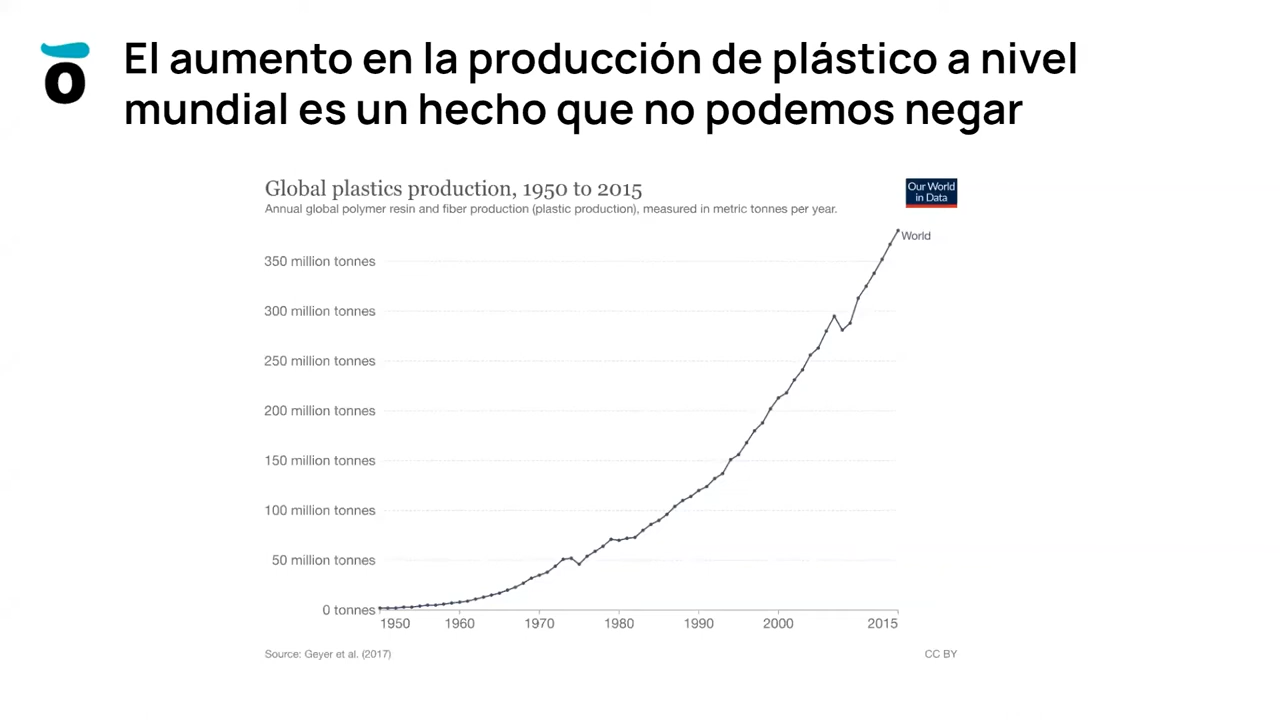 ō
El aumento en la producción de plástico a nivel
mundial es un hecho que no podemos negar
Global plastics production, 1950 to 2015
Annual global polymer resin and fiber production (plastic production), measured in metric tonnes per year.
Our World
in Data
World
350 million tonnes
300 million tonnes
250 million tonnes
200 million tonnes
150 million tonnes
100 million tonnes
50 million tonnes
0 tonnes
1950 1960 1970 1980 1990 2000 2015
Source: Geyer et al. (2017)
CC BY